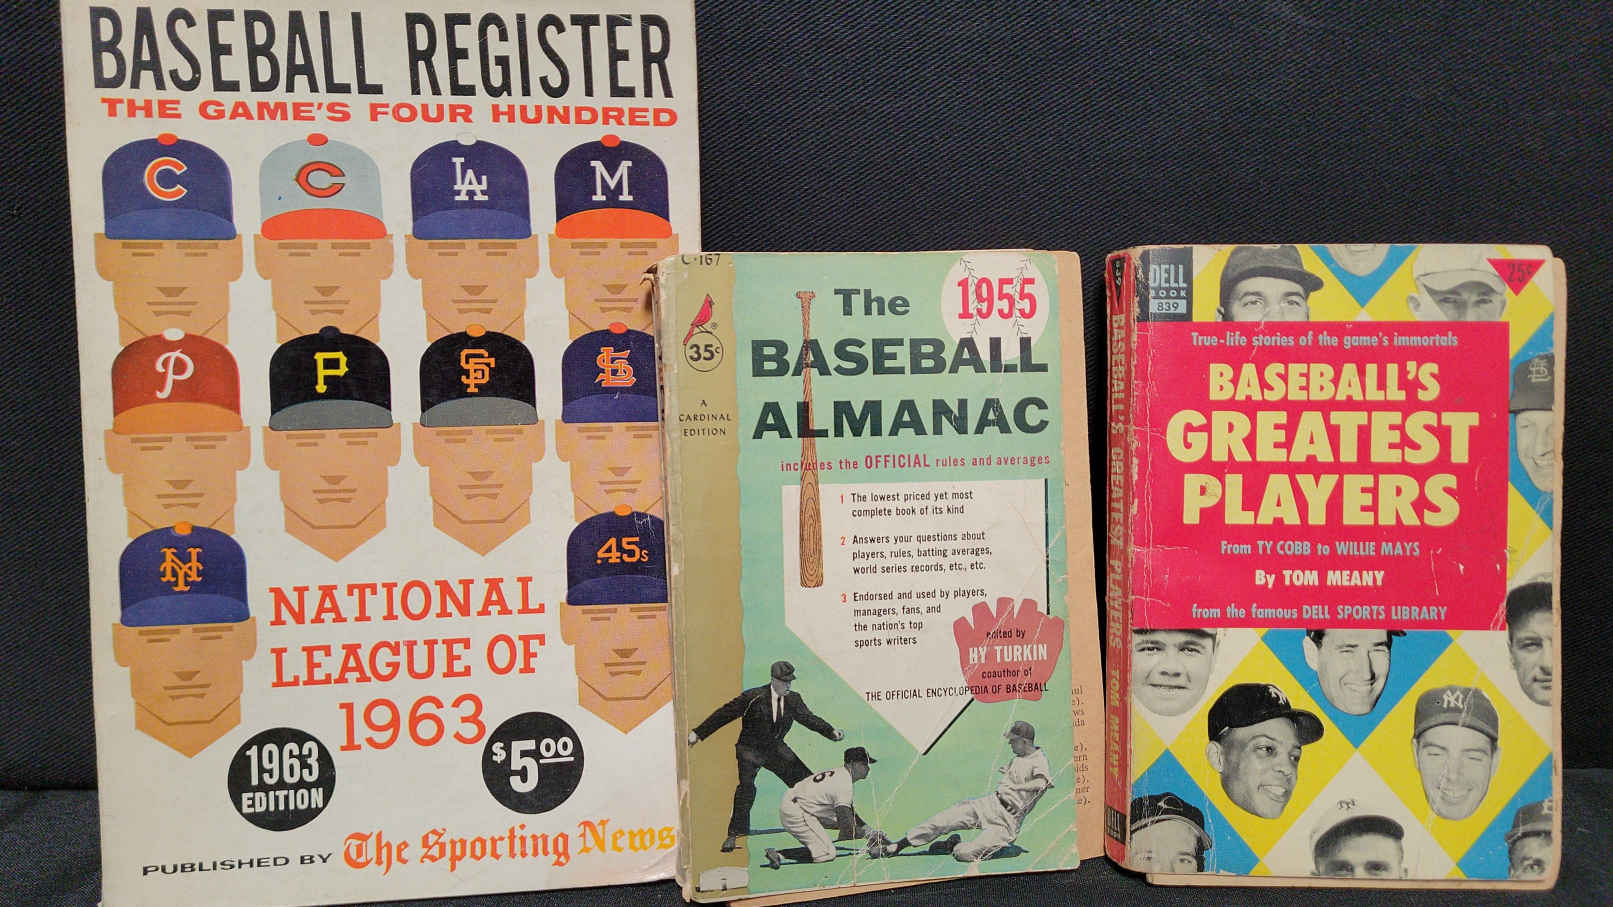 BASEBALL REGISTER
THE GAME'S FOUR HUNDRED
C
C
LA
M
P
P
SF
STL
NY
.45s
NATIONAL
LEAGUE OF
1963
1963
EDITION
$5.00
PUBLISHED BY The Sporting News
C-167
35¢
A
CARDINAL
EDITION
The
1955
BASEBALL
ALMANAC
includes the OFFICIAL rules and averages
1 The lowest priced yet most
complete book of its kind
2 Answers your questions about
players, rules, batting averages,
world series records, etc., etc.
3 Endorsed and used by players,
managers, fans, and
the nation's top
sports writers
edited by
HY TURKIN
coauthor of
THE OFFICIAL ENCYCLOPEDIA OF BASEBALL
6
839
BASEBALL'S GREATEST PLAYERS TOM MEANY
DELL
DELL
BOOK
839
25¢
True-life stories of the game's immortals
BASEBALL'S
GREATEST
PLAYERS
From TY COBB to WILLIE MAYS
By TOM MEANY
from the famous DELL SPORTS LIBRARY